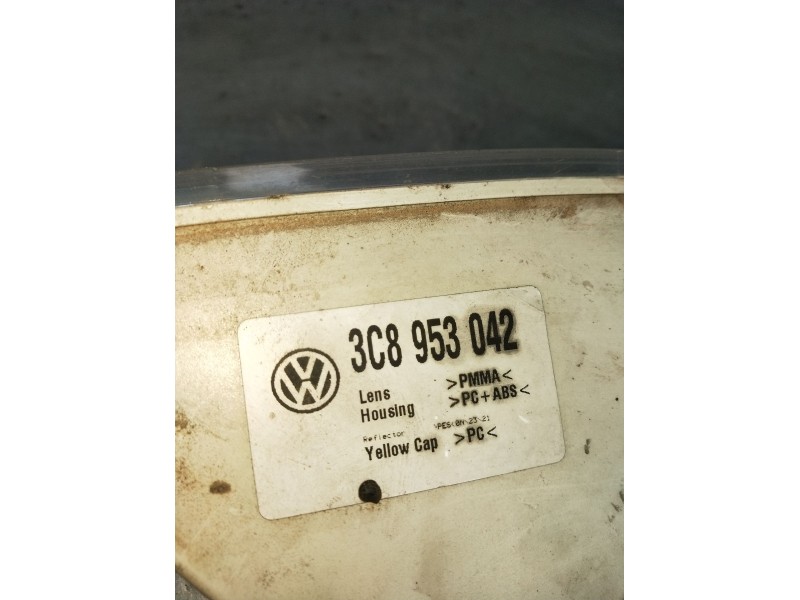 3C8 953 042
Lens >PMMA<
Housing >PC+ABS<
Reflector
Yellow Cap >PC<